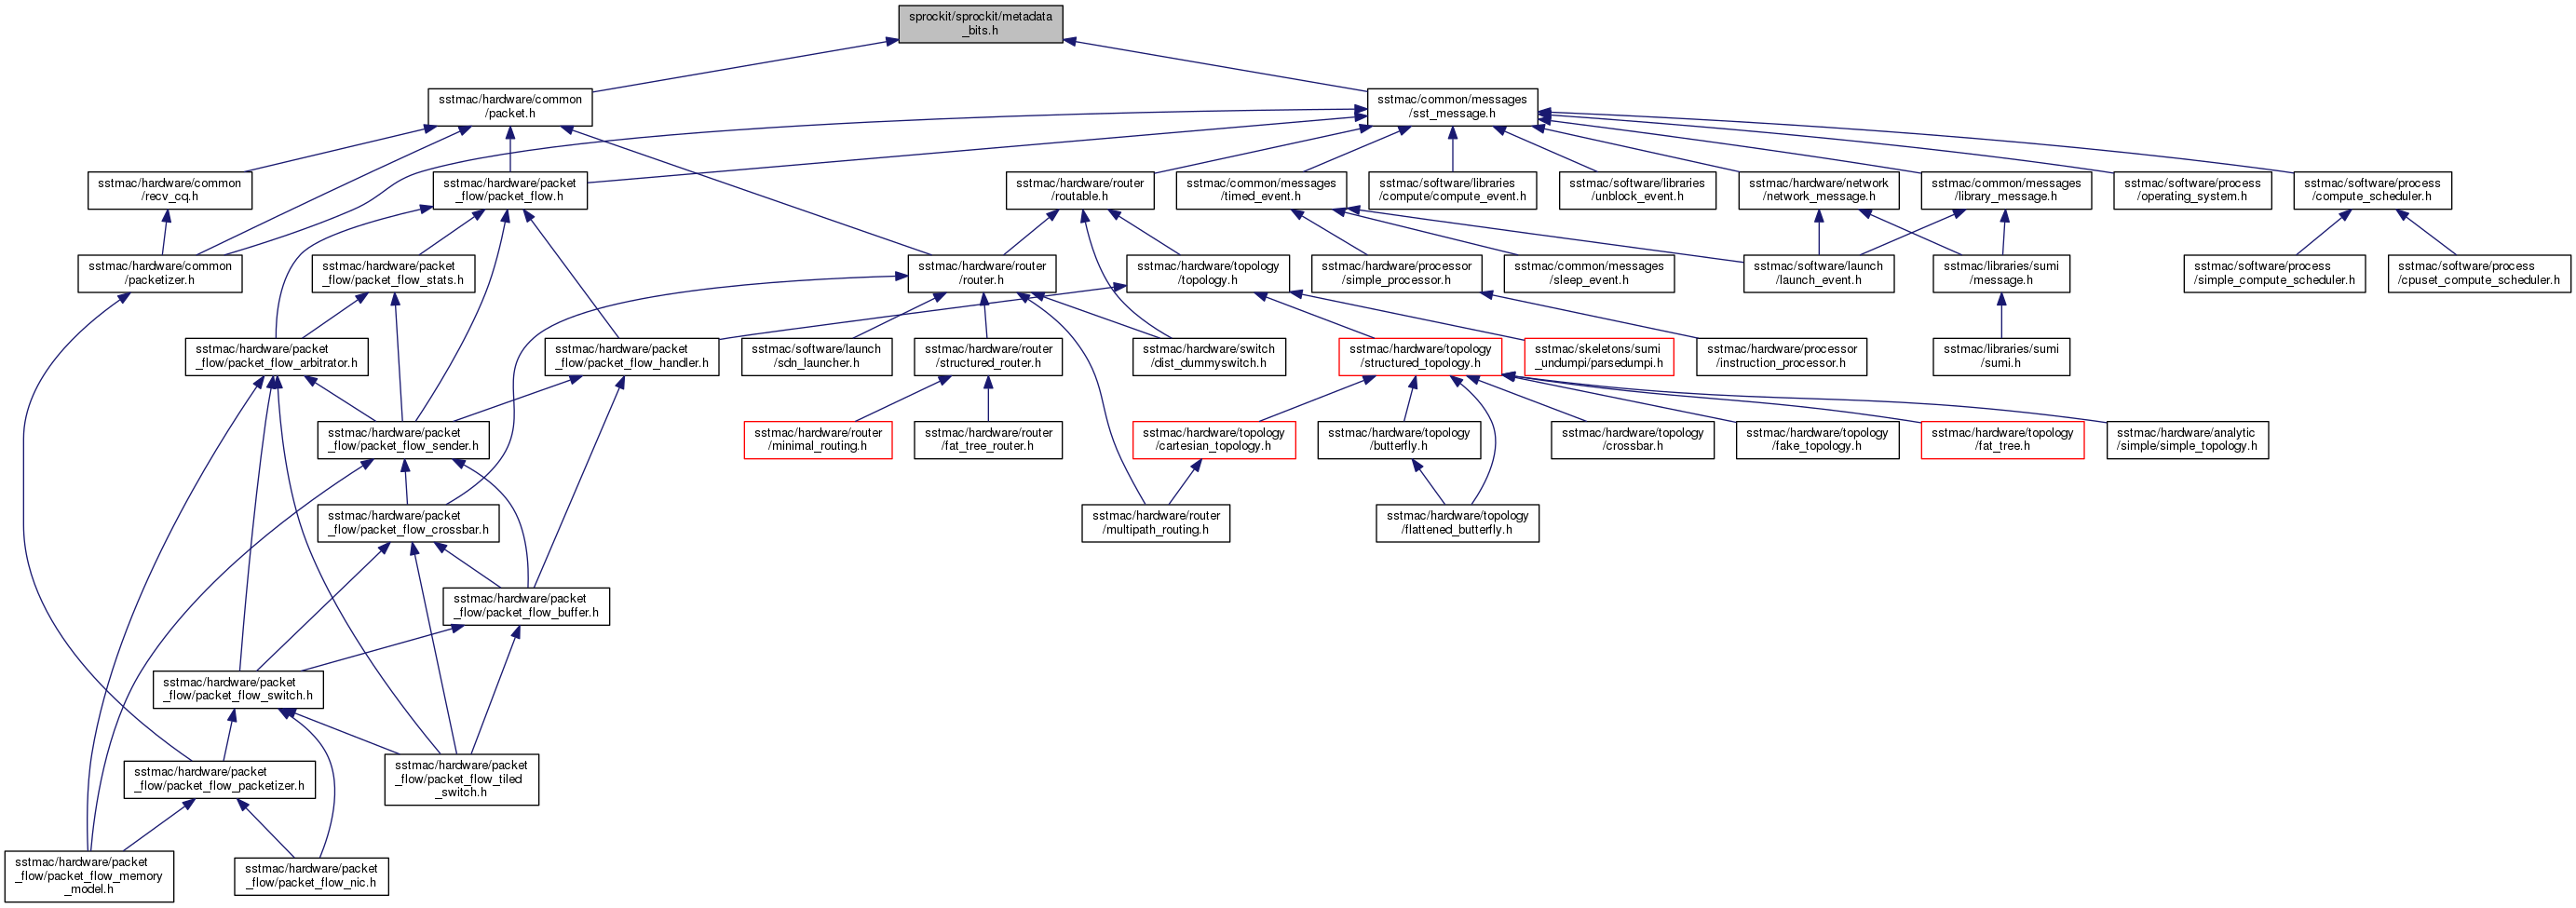 sprockit/sprockit/metadata
_bits.h
sstmac/hardware/common
/packet.h
sstmac/common/messages
/sst_message.h
sstmac/hardware/common
/recv_cq.h
sstmac/hardware/packet
_flow/packet_flow.h
sstmac/hardware/router
/routable.h
sstmac/common/messages
/timed_event.h
sstmac/software/libraries
/compute/compute_event.h
sstmac/software/libraries
/unblock_event.h
sstmac/hardware/network
/network_message.h
sstmac/common/messages
/library_message.h
sstmac/software/process
/operating_system.h
sstmac/software/process
/compute_scheduler.h
sstmac/hardware/common
/packetizer.h
sstmac/hardware/packet
_flow/packet_flow_stats.h
sstmac/hardware/router
/router.h
sstmac/hardware/topology
/topology.h
sstmac/hardware/processor
/simple_processor.h
sstmac/common/messages
/sleep_event.h
sstmac/software/launch
/launch_event.h
sstmac/libraries/sumi
/message.h
sstmac/software/process
/simple_compute_scheduler.h
sstmac/software/process
/cpuset_compute_scheduler.h
sstmac/hardware/packet
_flow/packet_flow_arbitrator.h
sstmac/hardware/packet
_flow/packet_flow_handler.h
sstmac/software/launch
/sdn_launcher.h
sstmac/hardware/router
/structured_router.h
sstmac/hardware/switch
/dist_dummyswitch.h
sstmac/hardware/topology
/structured_topology.h
sstmac/skeletons/sumi
_undumpi/parsedumpi.h
sstmac/hardware/processor
/instruction_processor.h
sstmac/libraries/sumi
/sumi.h
sstmac/hardware/packet
_flow/packet_flow_sender.h
sstmac/hardware/router
/minimal_routing.h
sstmac/hardware/router
/fat_tree_router.h
sstmac/hardware/topology
/cartesian_topology.h
sstmac/hardware/topology
/butterfly.h
sstmac/hardware/topology
/crossbar.h
sstmac/hardware/topology
/fake_topology.h
sstmac/hardware/topology
/fat_tree.h
sstmac/hardware/analytic
/simple/simple_topology.h
sstmac/hardware/packet
_flow/packet_flow_crossbar.h
sstmac/hardware/router
/multipath_routing.h
sstmac/hardware/topology
/flattened_butterfly.h
sstmac/hardware/packet
_flow/packet_flow_buffer.h
sstmac/hardware/packet
_flow/packet_flow_switch.h
sstmac/hardware/packet
_flow/packet_flow_packetizer.h
sstmac/hardware/packet
_flow/packet_flow_tiled
_switch.h
sstmac/hardware/packet
_flow/packet_flow_memory
_model.h
sstmac/hardware/packet
_flow/packet_flow_nic.h